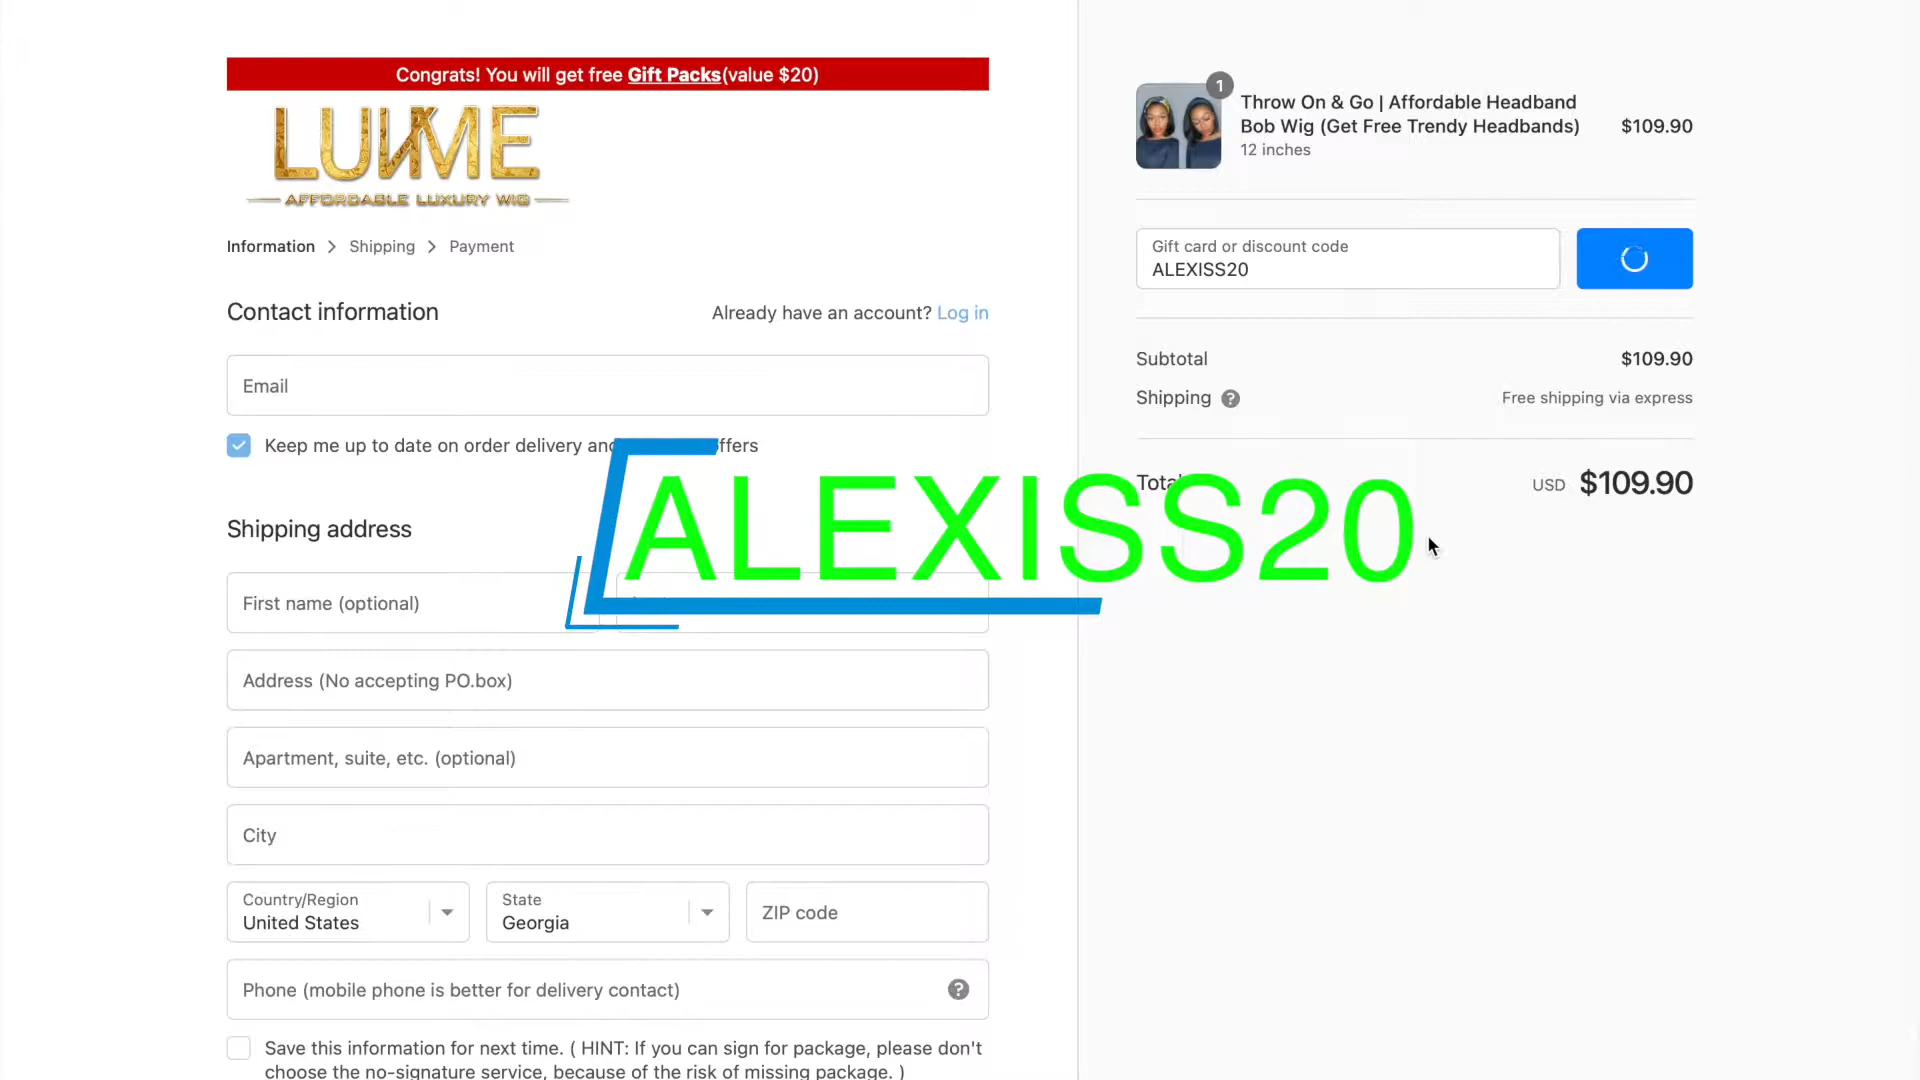 Congrats! You will get free Gift Packs(value $20)
LUVME
AFFORDABLE LUXURY WIG
Information > Shipping > Payment
Contact information
Already have an account? Log in
Email
Keep me up to date on order delivery and
ffers
Shipping address
First name (optional)
Address (No accepting PO.box)
Apartment, suite, etc. (optional)
City
Country/Region
United States
State
Georgia
ZIP code
Phone (mobile phone is better for delivery contact)
Save this information for next time. ( HINT: If you can sign for package, please don't
choose the no-signature service, because of the risk of missing package. )
1
Throw On & Go | Affordable Headband
Bob Wig (Get Free Trendy Headbands)
12 inches
$109.90
Gift card or discount code
ALEXISS20
Subtotal
$109.90
Shipping
Free shipping via express
Total
USD $109.90
ALEXISS20